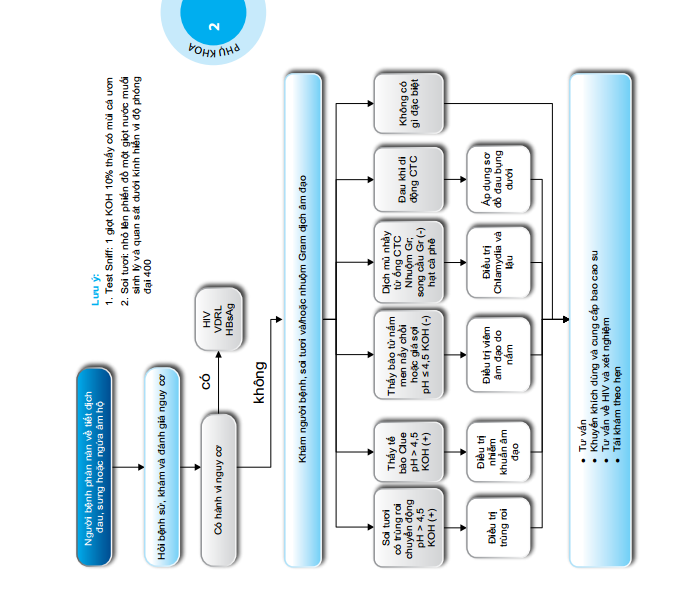 PHỤ KHOA
2
Người bệnh phàn nàn về tiết dịch
đau, sưng hoặc ngứa âm hộ
Lưu ý:
1. Test Sniff: 1 giọt KOH 10% thấy có mùi cá ươn
2. Soi tươi: nhỏ lên phiến đồ một giọt nước muối
sinh lý và quan sát dưới kính hiển vi độ phóng
đại 400
Hỏi bệnh sử, khám và đánh giá nguy cơ
Có hành vi nguy cơ
có
HIV
VDRL
HBsAg
không
Khám người bệnh, soi tươi và/hoặc nhuộm Gram dịch âm đạo
Soi tươi
có trùng roi
chuyển động
pH > 4,5
KOH (+)
Thấy tế
bào Clue
pH > 4,5
KOH (+)
Thấy bào tử nấm
men nảy chồi
hoặc giả sợi
pH ≤ 4,5 KOH (-)
Dịch mủ nhầy
từ ống CTC
Nhuộm Gr:
song cầu Gr (-)
hạt cà phê
Đau khi di
động CTC
Không có
gì đặc biệt
Điều trị
trùng roi
Điều trị
nhiễm
khuẩn âm
đạo
Điều trị viêm
âm đạo do
nấm
Điều trị
Chlamydia và
lậu
Áp dụng sơ
đồ đau bụng
dưới
• Tư vấn
• Khuyến khích dùng và cung cấp bao cao su
• Tư vấn về HIV và xét nghiệm
• Tái khám theo hẹn